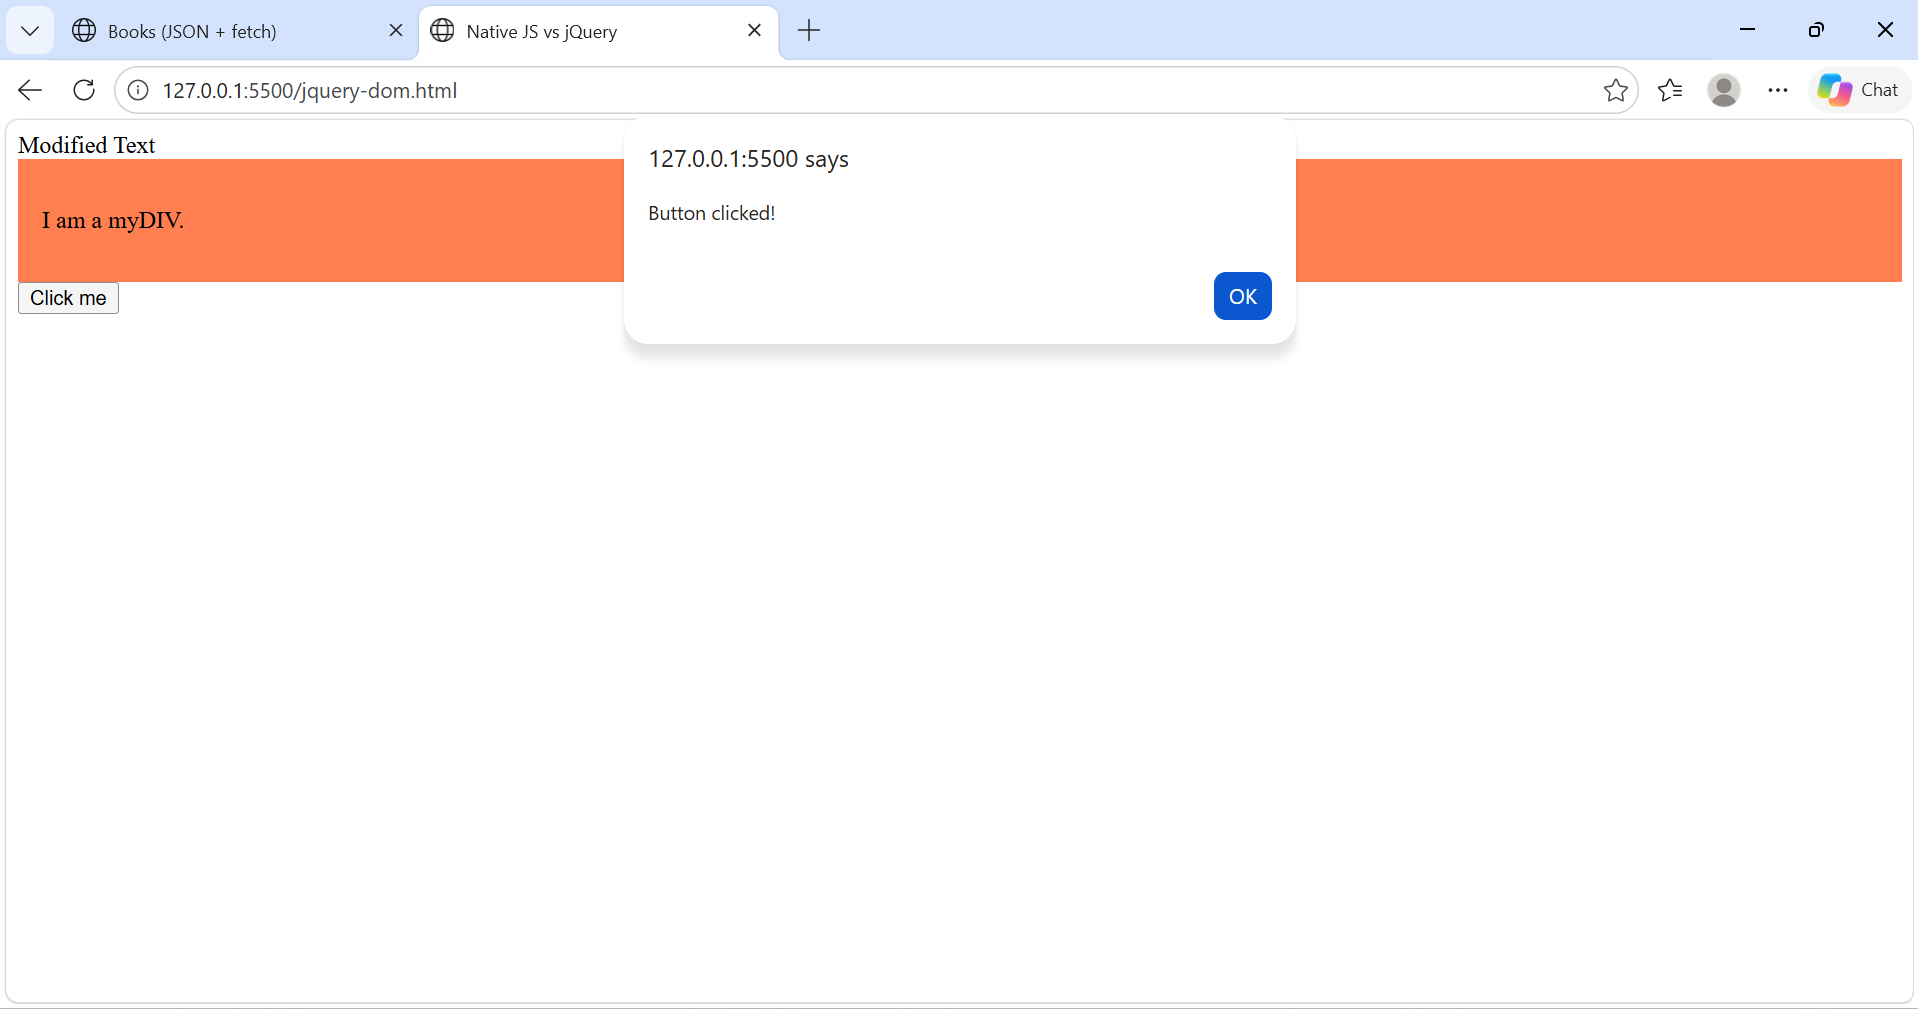 Books (JSON + fetch)
Native JS vs jQuery
127.0.0.1:5500/jquery-dom.html
Chat
Modified Text
127.0.0.1:5500 says
I am a myDIV.
Button clicked!
Click me
OK